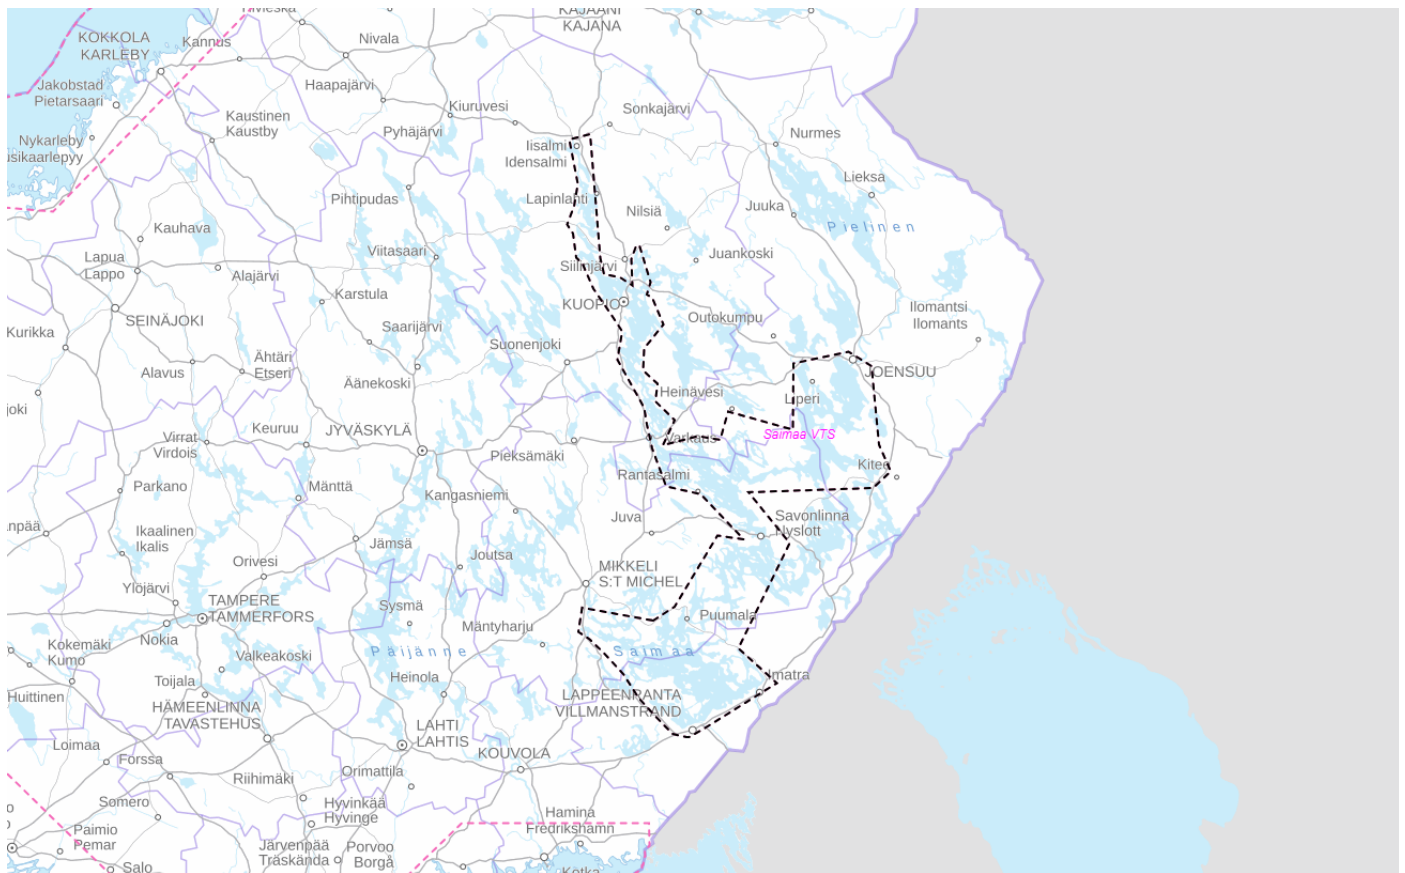 KAJAANI
KAJANA
KOKKOLA
KARLEBY
Kannus
Nivala
Haapajärvi
Jakobstad
Pietarsaari
Kaustinen
Kaustby
Kiuruvesi
Sonkajärvi
Pyhäjärvi
Nykarleby
Iisalmi
Idensalmi
Nurmes
Lieksa
Pihtipudas
Lapinlahti
Nilsiä
Juuka
Pielinen
Kauhava
Viitasaari
Juankoski
Lapua
Lappo
Alajärvi
Siilinjärvi
Karstula
KUOPIO
Ilomantsi
Ilomants
SEINÄJOKI
Kurikka
Saarijärvi
Outokumpu
Suonenjoki
Ähtäri
Etseri
Alavus
Äänekoski
JOENSUU
Heinävesi
Liperi
joki
Keuruu
JYVÄSKYLÄ
Virrat
Virdois
Varkaus
Saimaa VTS
Pieksämäki
Kitee
Rantasalmi
Parkano
Mänttä
Kangasniemi
Juva
Savonlinna
Nyslott
npää
Ikaalinen
Ikalis
Jämsä
Joutsa
Orivesi
MIKKELI
S:T MICHEL
Ylöjärvi
TAMPERE
TAMMERFORS
Sysmä
Puumala
Nokia
Mäntyharju
Kokemäki
Kumo
Valkeakoski
Päijänne
Saimaa
Toijala
Heinola
Imatra
Huittinen
HÄMEENLINNA
TAVASTEHUS
LAPPEENRANTA
VILLMANSTRAND
LAHTI
LAHTIS
Loimaa
KOUVOLA
Forssa
Riihimäki
Orimattila
Somero
Hyvinkää
Hyvinge
Hamina
Fredrikshamn
Paimio
Pemar
Järvenpää
Träskända
Porvoo
Borgå
Salo
Kotka